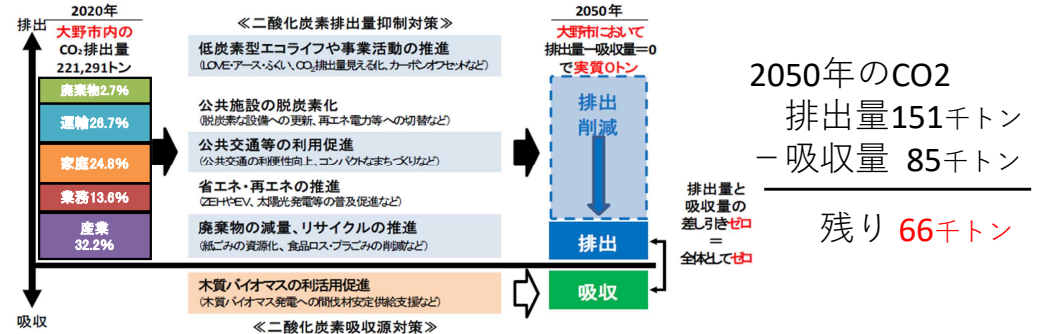 2020年
排出
大野市内の
CO₂排出量
221,291トン
廃棄物2.7%
運輸26.7%
家庭24.8%
業務13.6%
産業
32.2%
吸収
≪二酸化炭素排出量抑制対策≫
低炭素型エコライフや事業活動の推進
(LOVE・アース・ふくい、CO₂排出量見える化、カーボンオフセットなど)
公共施設の脱炭素化
(脱炭素な設備への更新、再エネ電力等への切替など)
公共交通等の利用促進
(公共交通の利便性向上、コンパクトなまちづくりなど)
省エネ・再エネの推進
(ZEHやEV、太陽光発電等の普及促進など)
廃棄物の減量、リサイクルの推進
(紙ごみの資源化、食品ロス・プラごみの削減など)
木質バイオマスの利活用促進
(木質バイオマス発電への間伐材安定供給支援など)
≪二酸化炭素吸収源対策≫
2050年
大野市において
排出量ー吸収量=0
で実質0トン
排出
削減
排出
吸収
排出量と
吸収量の
差し引きゼロ
=
全体としてゼロ
2050年のCO2
排出量151千トン
－吸収量 85千トン
残り 66千トン